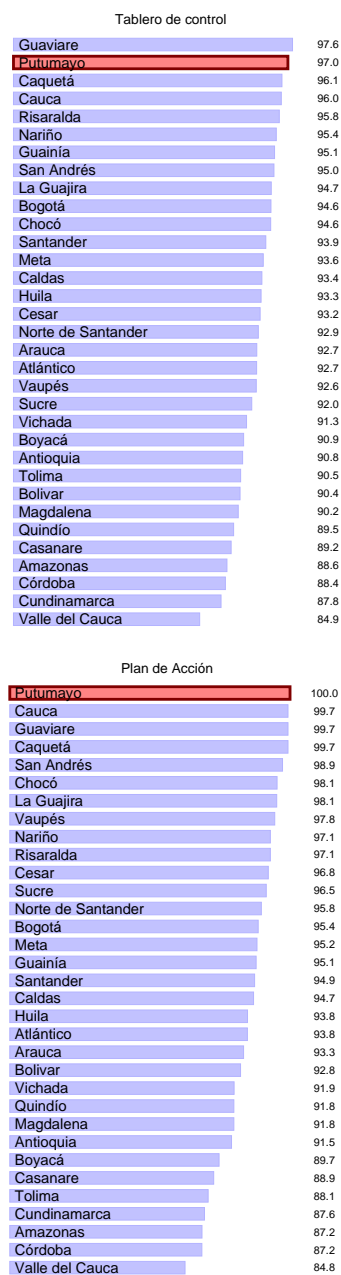 Tablero de control
Guaviare 97.6
Putumayo 97.0
Caquetá 96.1
Cauca 96.0
Risaralda 95.8
Nariño 95.4
Guainía 95.1
San Andrés 95.0
La Guajira 94.7
Bogotá 94.6
Chocó 94.6
Santander 93.9
Meta 93.6
Caldas 93.4
Huila 93.3
Cesar 93.2
Norte de Santander 92.9
Arauca 92.7
Atlántico 92.7
Vaupés 92.6
Sucre 92.0
Vichada 91.3
Boyacá 90.9
Antioquia 90.8
Tolima 90.5
Bolivar 90.4
Magdalena 90.2
Quindío 89.5
Casanare 89.2
Amazonas 88.6
Córdoba 88.4
Cundinamarca 87.8
Valle del Cauca 84.9
Plan de Acción
Putumayo 100.0
Cauca 99.7
Guaviare 99.7
Caquetá 99.7
San Andrés 98.9
Chocó 98.1
La Guajira 98.1
Vaupés 97.8
Nariño 97.1
Risaralda 97.1
Cesar 96.8
Sucre 96.5
Norte de Santander 95.8
Bogotá 95.4
Meta 95.2
Guainía 95.1
Santander 94.9
Caldas 94.7
Huila 93.8
Atlántico 93.8
Arauca 93.3
Bolivar 92.8
Vichada 91.9
Quindío 91.8
Magdalena 91.8
Antioquia 91.5
Boyacá 89.7
Casanare 88.9
Tolima 88.1
Cundinamarca 87.6
Amazonas 87.2
Córdoba 87.2
Valle del Cauca 84.8